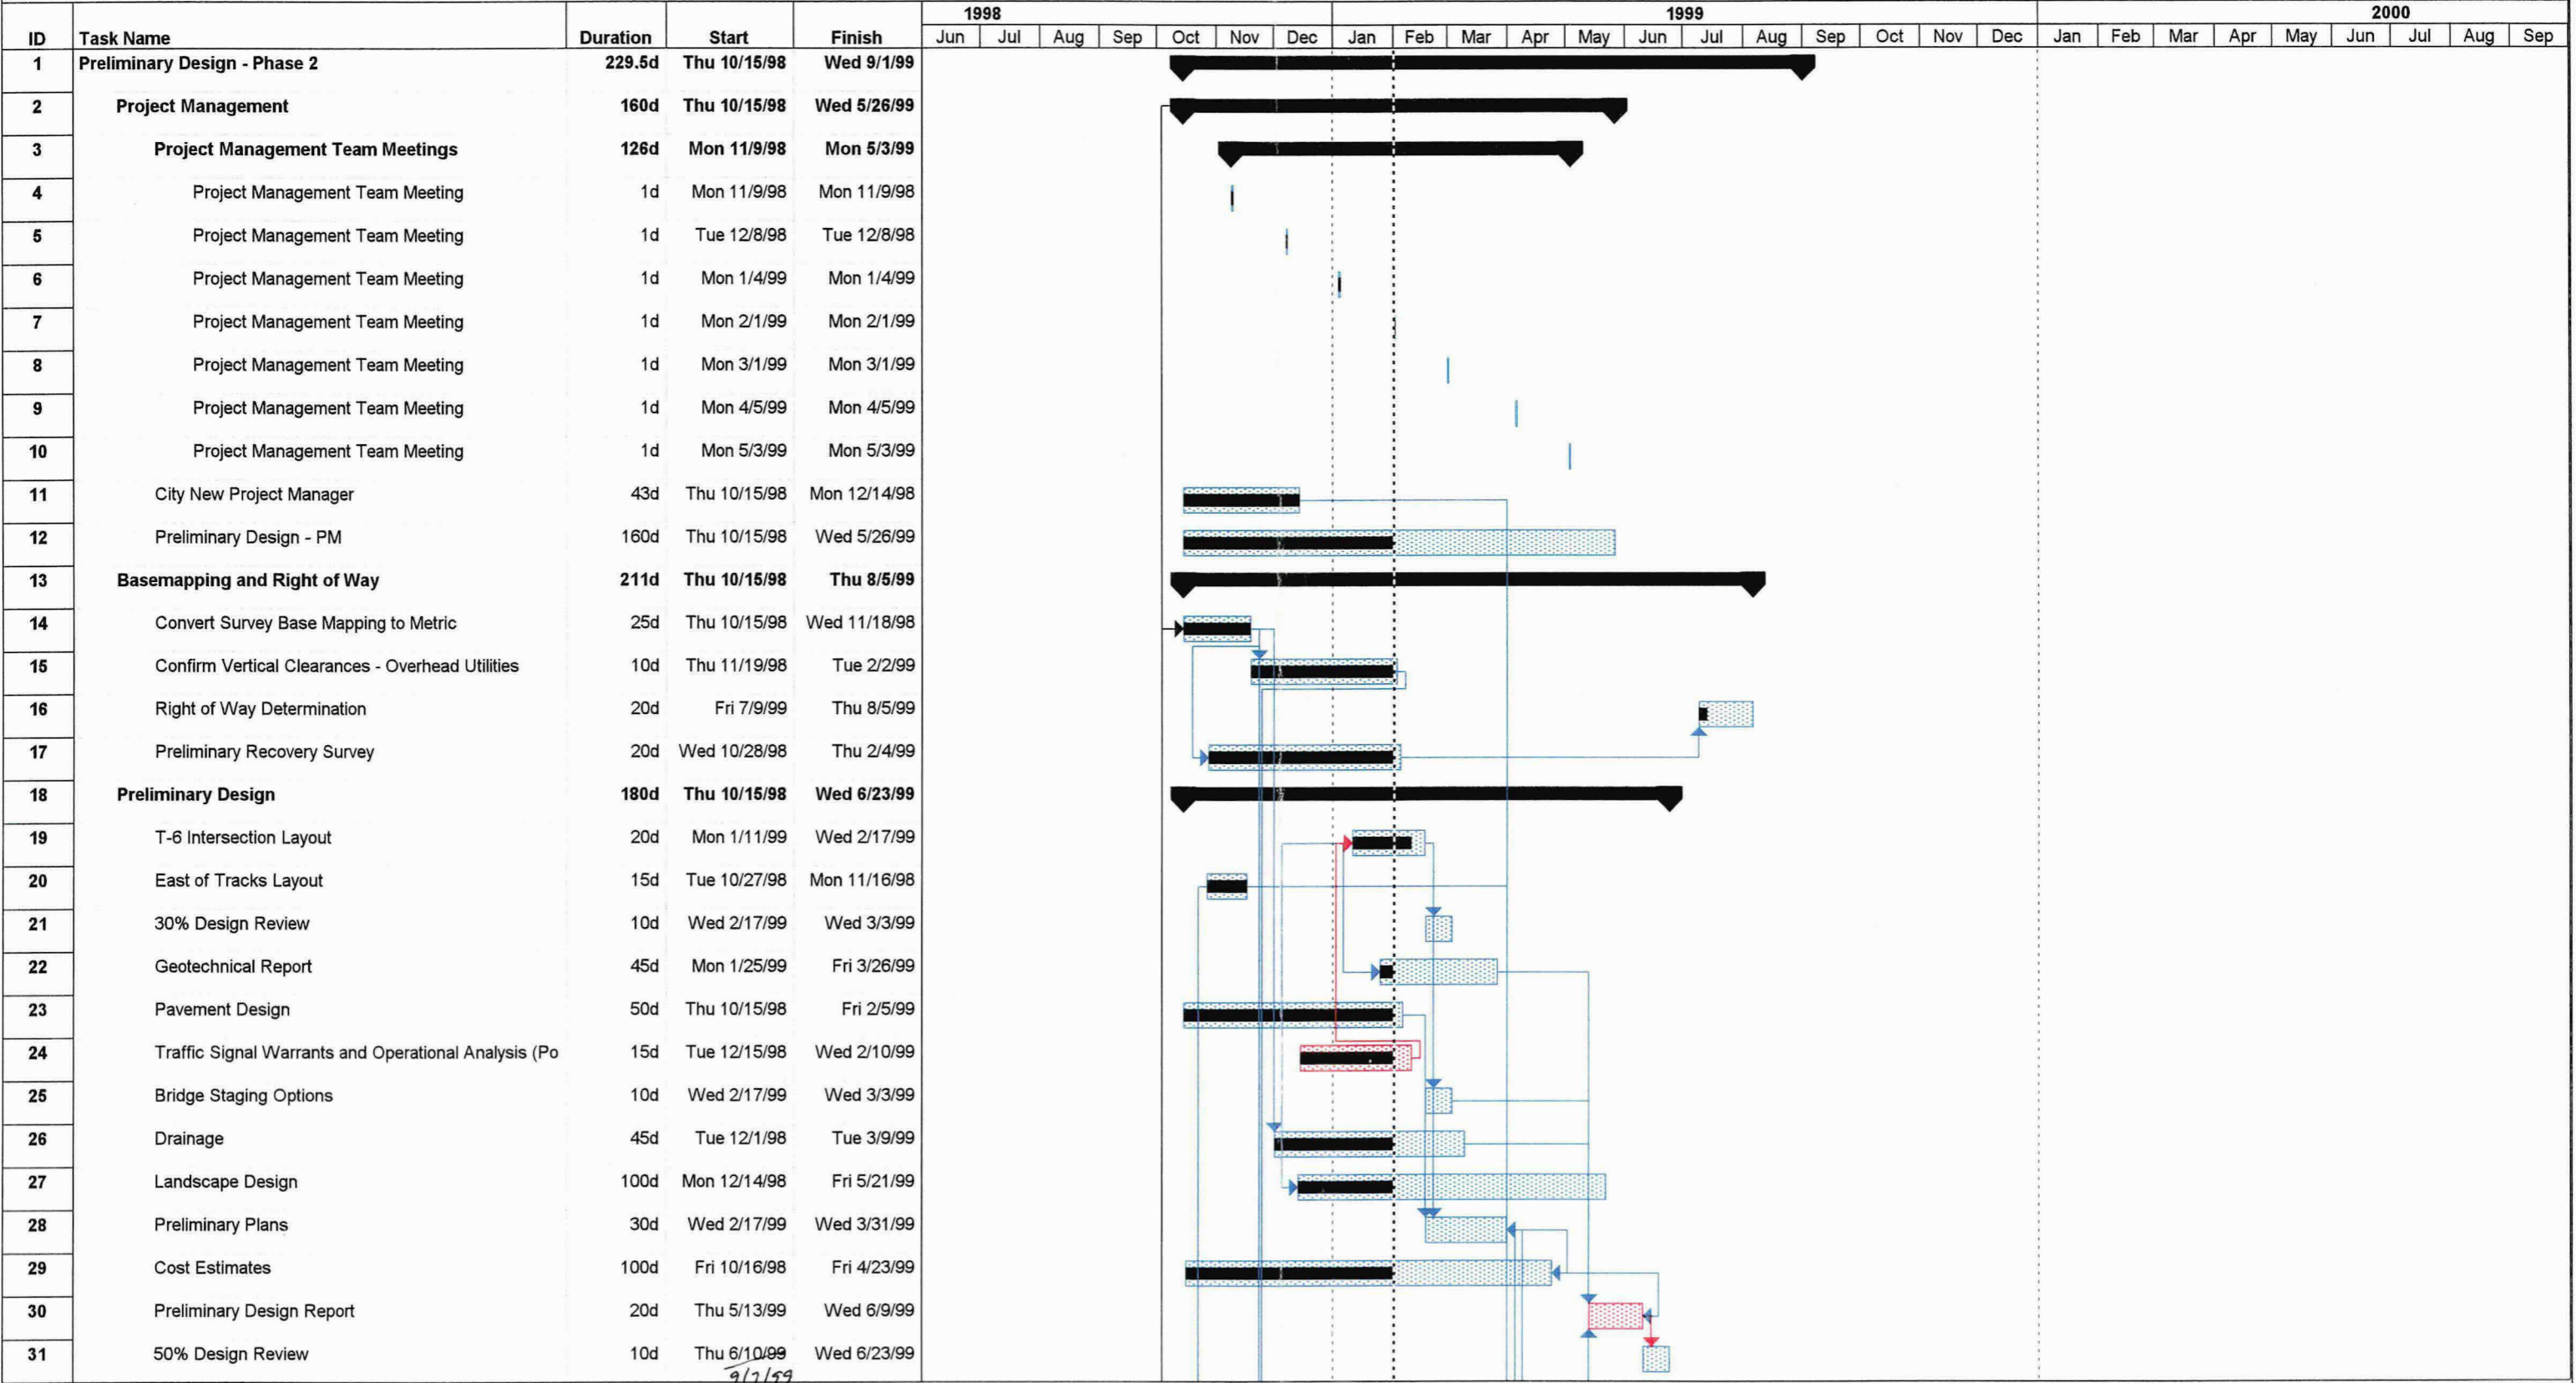 1998 1999 2000
ID Task Name Duration Start Finish Jun Jul Aug Sep Oct Nov Dec Jan Feb Mar Apr May Jun Jul Aug Sep Oct Nov Dec Jan Feb Mar Apr May Jun Jul Aug Sep
1 Preliminary Design - Phase 2 229.5d Thu 10/15/98 Wed 9/1/99
2 Project Management 160d Thu 10/15/98 Wed 5/26/99
3 Project Management Team Meetings 126d Mon 11/9/98 Mon 5/3/99
4 Project Management Team Meeting 1d Mon 11/9/98 Mon 11/9/98
5 Project Management Team Meeting 1d Tue 12/8/98 Tue 12/8/98
6 Project Management Team Meeting 1d Mon 1/4/99 Mon 1/4/99
7 Project Management Team Meeting 1d Mon 2/1/99 Mon 2/1/99
8 Project Management Team Meeting 1d Mon 3/1/99 Mon 3/1/99
9 Project Management Team Meeting 1d Mon 4/5/99 Mon 4/5/99
10 Project Management Team Meeting 1d Mon 5/3/99 Mon 5/3/99
11 City New Project Manager 43d Thu 10/15/98 Mon 12/14/98
12 Preliminary Design - PM 160d Thu 10/15/98 Wed 5/26/99
13 Basemapping and Right of Way 211d Thu 10/15/98 Thu 8/5/99
14 Convert Survey Base Mapping to Metric 25d Thu 10/15/98 Wed 11/18/98
15 Confirm Vertical Clearances - Overhead Utilities 10d Thu 11/19/98 Tue 2/2/99
16 Right of Way Determination 20d Fri 7/9/99 Thu 8/5/99
17 Preliminary Recovery Survey 20d Wed 10/28/98 Thu 2/4/99
18 Preliminary Design 180d Thu 10/15/98 Wed 6/23/99
19 T-6 Intersection Layout 20d Mon 1/11/99 Wed 2/17/99
20 East of Tracks Layout 15d Tue 10/27/98 Mon 11/16/98
21 30% Design Review 10d Wed 2/17/99 Wed 3/3/99
22 Geotechnical Report 45d Mon 1/25/99 Fri 3/26/99
23 Pavement Design 50d Thu 10/15/98 Fri 2/5/99
24 Traffic Signal Warrants and Operational Analysis (Po 15d Tue 12/15/98 Wed 2/10/99
25 Bridge Staging Options 10d Wed 2/17/99 Wed 3/3/99
26 Drainage 45d Tue 12/1/98 Tue 3/9/99
27 Landscape Design 100d Mon 12/14/98 Fri 5/21/99
28 Preliminary Plans 30d Wed 2/17/99 Wed 3/31/99
29 Cost Estimates 100d Fri 10/16/98 Fri 4/23/99
30 Preliminary Design Report 20d Thu 5/13/99 Wed 6/9/99
31 50% Design Review 10d Thu 6/10/99 Wed 6/23/99